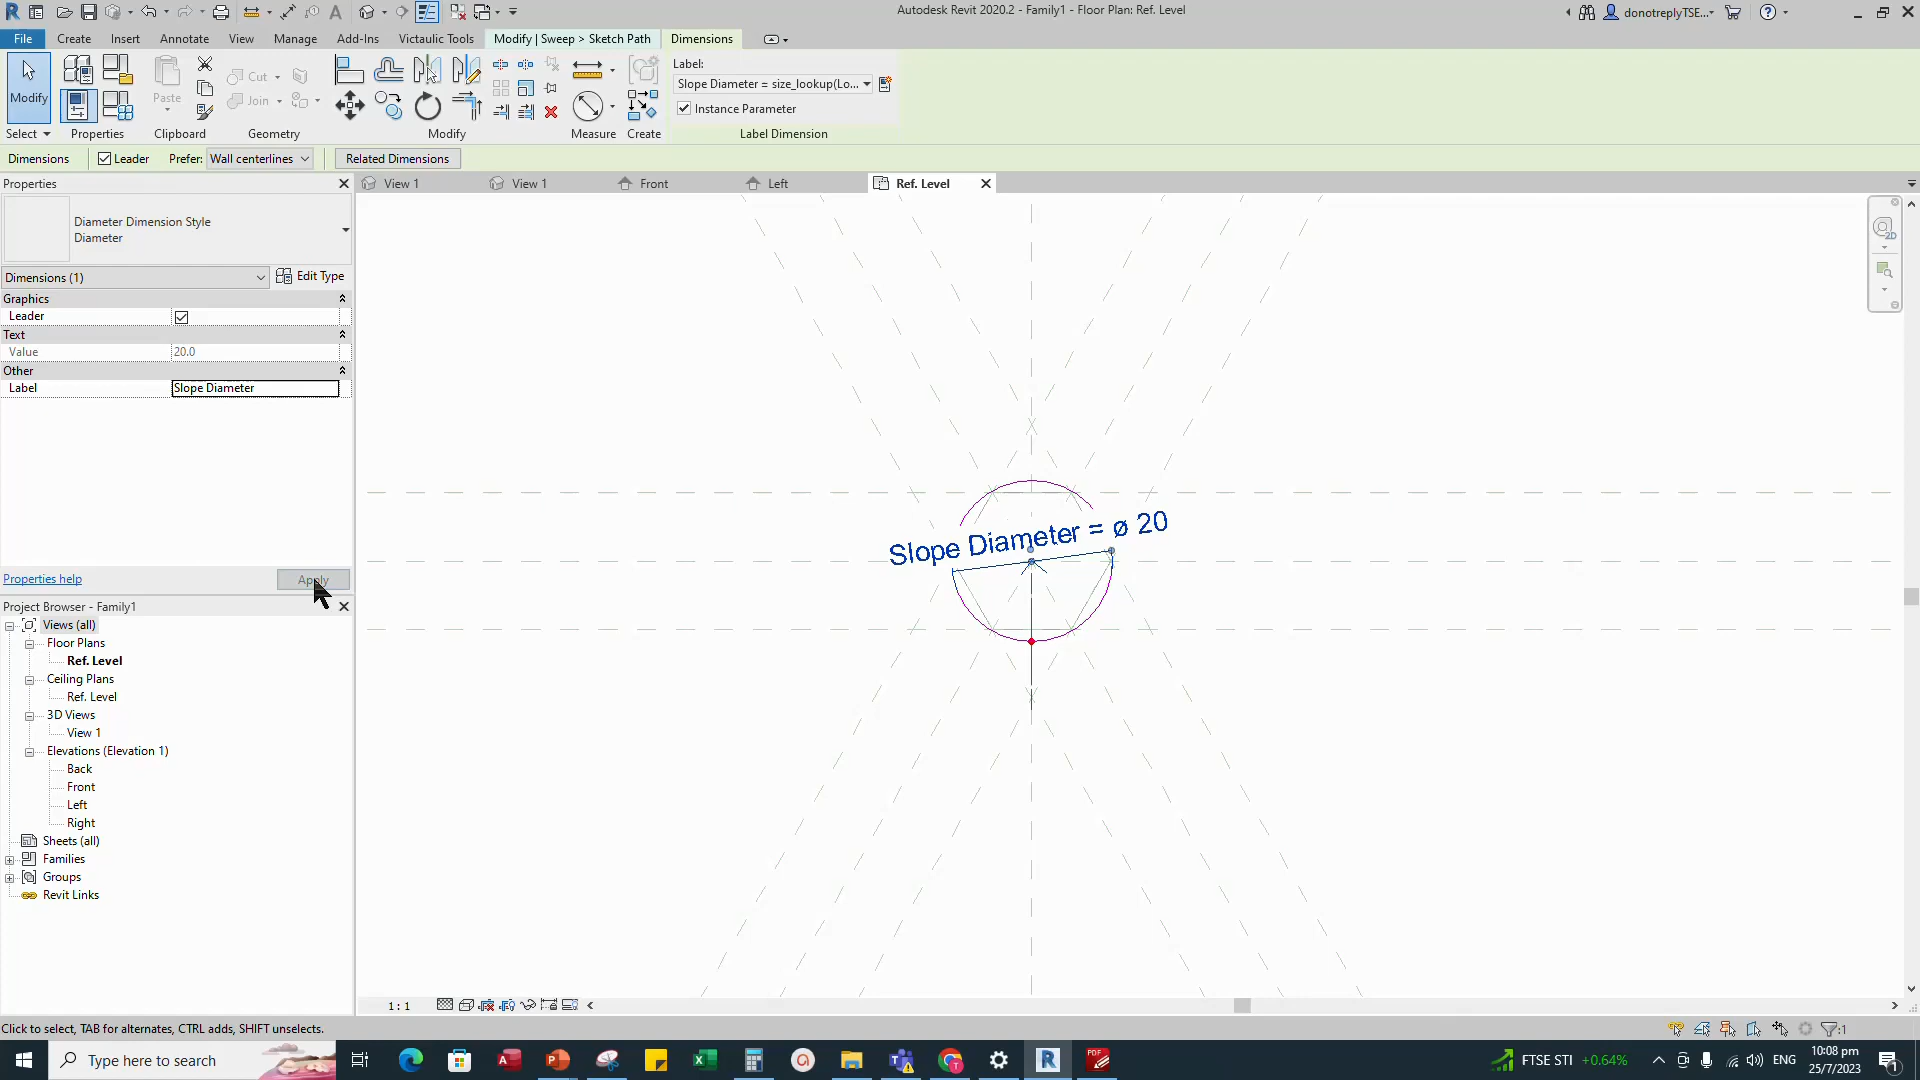 Autodesk Revit 2020.2 - Family1 - Floor Plan: Ref. Level
donotreplyTSE...
File Create Insert Annotate View Manage Add-Ins Victaulic Tools Modify | Sweep > Sketch Path Dimensions
Label:
Slope Diameter = size_lookup(Lo...
Instance Parameter
Modify Paste Cut Join
Select Properties Clipboard Geometry Modify Measure Create Label Dimension
Dimensions Leader Prefer: Wall centerlines Related Dimensions
Properties
View 1 View 1 Front Left Ref. Level
Diameter Dimension Style
Diameter
Dimensions (1) Edit Type
Graphics
Leader
Text
Value 20.0
Other
Label Slope Diameter
Slope Diameter = ø 20
Properties help Apply
Project Browser - Family1
Views (all)
Floor Plans
Ref. Level
Ceiling Plans
Ref. Level
3D Views
View 1
Elevations (Elevation 1)
Back
Front
Left
Right
Sheets (all)
Families
Groups
Revit Links
1 : 1
Click to select, TAB for alternates, CTRL adds, SHIFT unselects.
:1
Type here to search
FTSE STI +0.64%
ENG
10:08 pm
25/7/2023